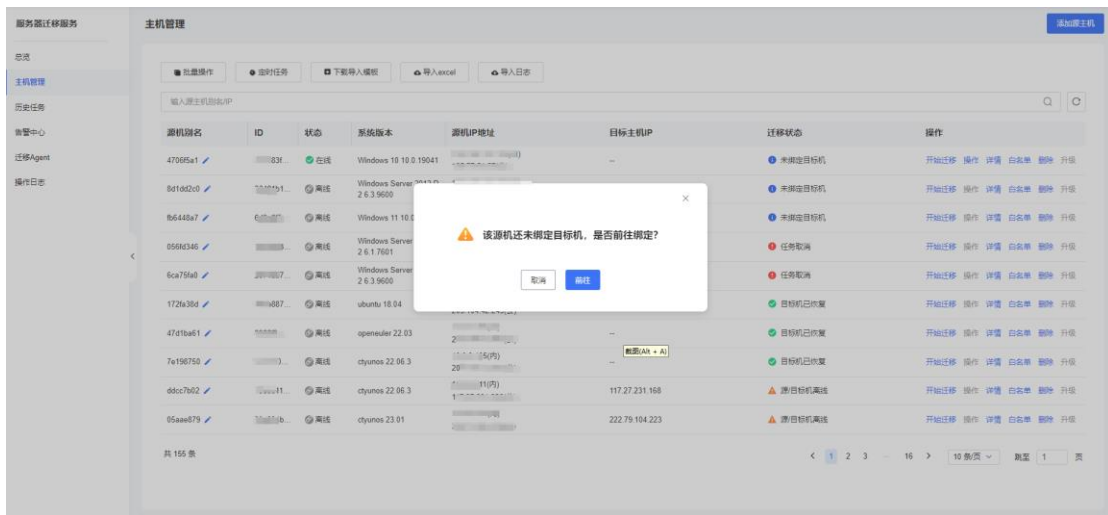 服务器迁移服务
主机管理
添加源主机
总览
主机管理
历史任务
告警中心
迁移Agent
操作日志
批量操作 定时任务 下载导入模板 导入excel 导入日志
输入源主机别名/IP
源机别名 ID 状态 系统版本 源机IP地址 目标主机IP 迁移状态 操作
4706f5a1 83f... 在线 Windows 10 10.0.19041 -- 未绑定目标机 开始迁移 操作 详情 白名单 删除 升级
8d1dd2c0 离线 Windows Server 2.6.3.9600 未绑定目标机 开始迁移 操作 详情 白名单 删除 升级
fb6448a7 离线 Windows 11 未绑定目标机 开始迁移 操作 详情 白名单 删除 升级
056fd346 离线 Windows Server 2 6.1.7601 任务取消 开始迁移 操作 详情 白名单 删除 升级
6ca75fa0 离线 Windows Server 2 6.3.9600 任务取消 开始迁移 操作 详情 白名单 删除 升级
172fa30d 离线 ubuntu 18.04 目标机已恢复 开始迁移 操作 详情 白名单 删除 升级
47d1ba61 离线 openeuler 22.03 -- 目标机已恢复 开始迁移 操作 详情 白名单 删除 升级
7e198750 离线 ctyunos 22.06.3 -- 目标机已恢复 开始迁移 操作 详情 白名单 删除 升级
ddcc7b02 离线 ctyunos 22.06.3 117.27.231.168 源/目标机离线 开始迁移 操作 详情 白名单 删除 升级
05aae879 离线 ctyunos 23.01 222.79.104.223 源/目标机离线 开始迁移 操作 详情 白名单 删除 升级
该源机还未绑定目标机，是否前往绑定？
取消 前往
截图(Alt + A)
共 155 条
1 2 3 ... 16 10 条/页 跳至 1 页